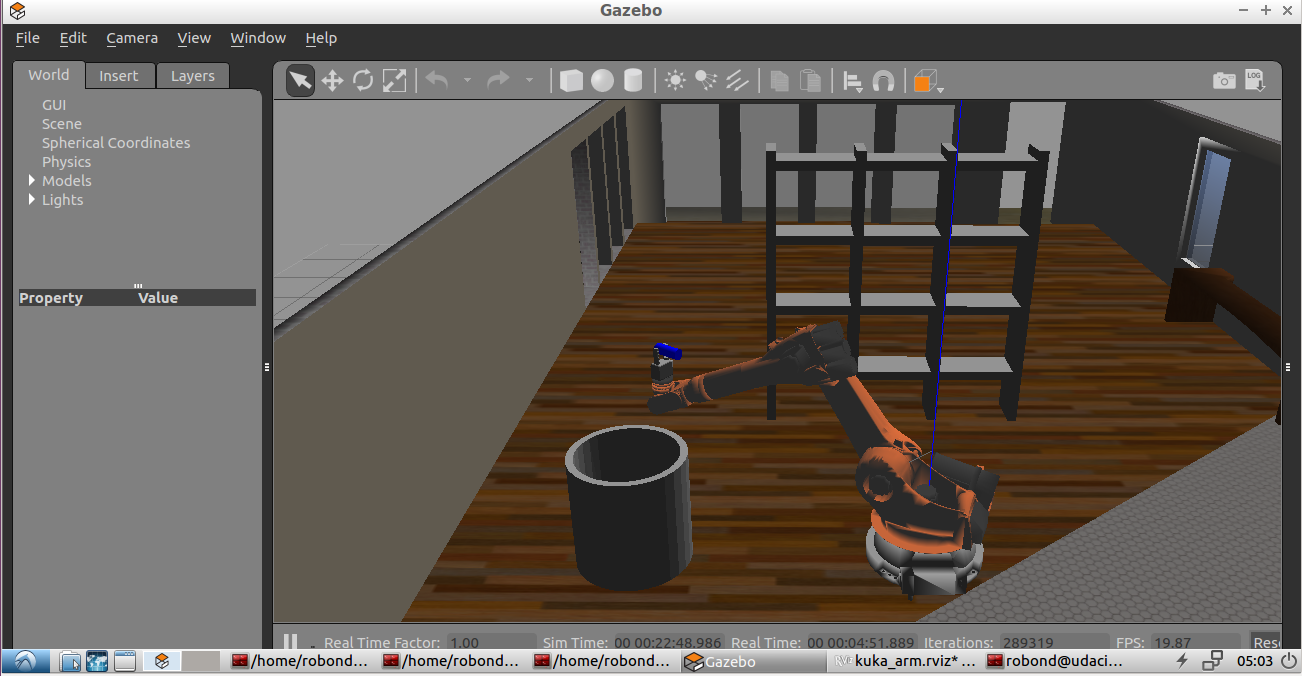 Gazebo
File Edit Camera View Window Help
World Insert Layers
LOG
GUI
Scene
Spherical Coordinates
Physics
Models
Lights
Property Value
Real Time Factor: 1.00 Sim Time: 00 00:22:48.986 Real Time: 00 00:04:51.889 Iterations: 289319 FPS: 19.87 Rese
/home/robond... /home/robond... /home/robond... Gazebo RViz kuka_arm.rviz* ... robond@udaci... 05:03